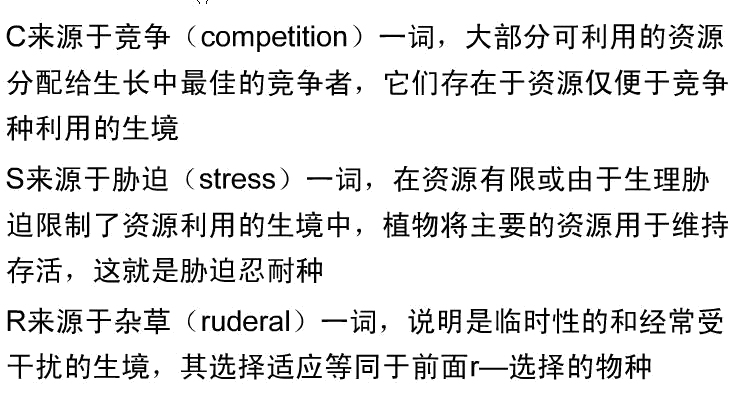 C来源于竞争（competition）一词，大部分可利用的资源
分配给生长中最佳的竞争者，它们存在于资源仅便于竞争
种利用的生境
S来源于胁迫（stress）一词，在资源有限或由于生理胁
迫限制了资源利用的生境中，植物将主要的资源用于维持
存活，这就是胁迫忍耐种
R来源于杂草（ruderal）一词，说明是临时性的和经常受
干扰的生境，其选择适应等同于前面r—选择的物种